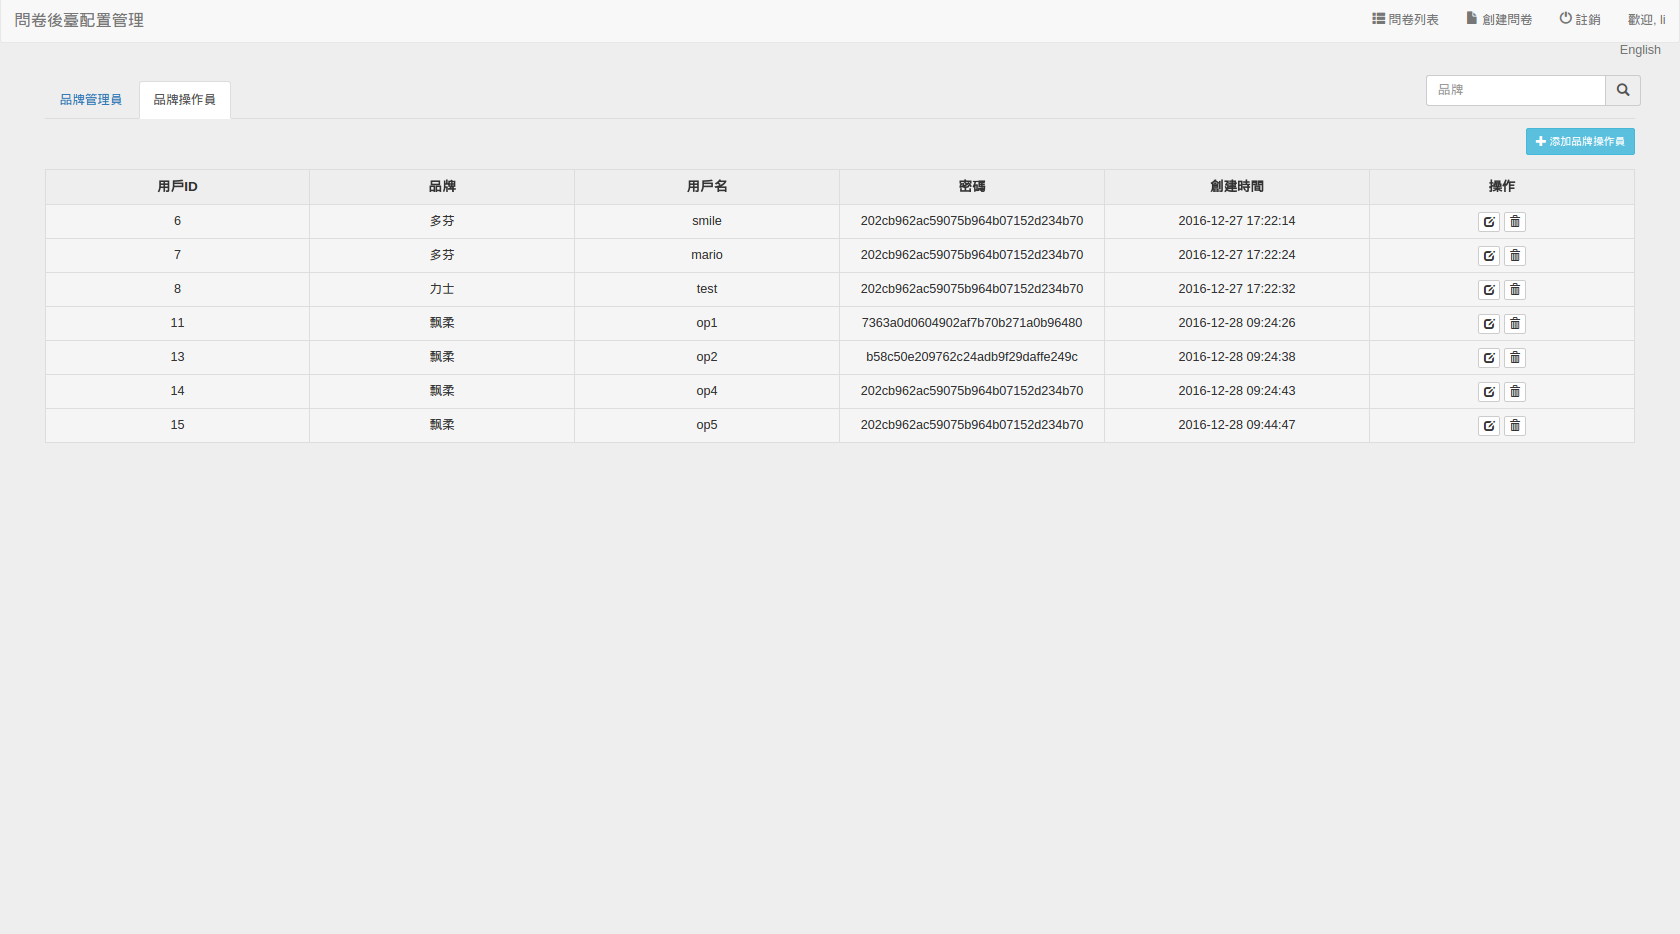 問卷後臺配置管理 問卷列表 創建問卷 註銷 歡迎, li
English
品牌管理員 品牌操作員 品牌
添加品牌操作員
用戶ID 品牌 用戶名 密碼 創建時間 操作
6 多芬 smile 202cb962ac59075b964b07152d234b70 2016-12-27 17:22:14
7 多芬 mario 202cb962ac59075b964b07152d234b70 2016-12-27 17:22:24
8 力士 test 202cb962ac59075b964b07152d234b70 2016-12-27 17:22:32
11 飄柔 op1 7363a0d0604902af7b70b271a0b96480 2016-12-28 09:24:26
13 飄柔 op2 b58c50e209762c24adb9f29daffe249c 2016-12-28 09:24:38
14 飄柔 op4 202cb962ac59075b964b07152d234b70 2016-12-28 09:24:43
15 飄柔 op5 202cb962ac59075b964b07152d234b70 2016-12-28 09:44:47